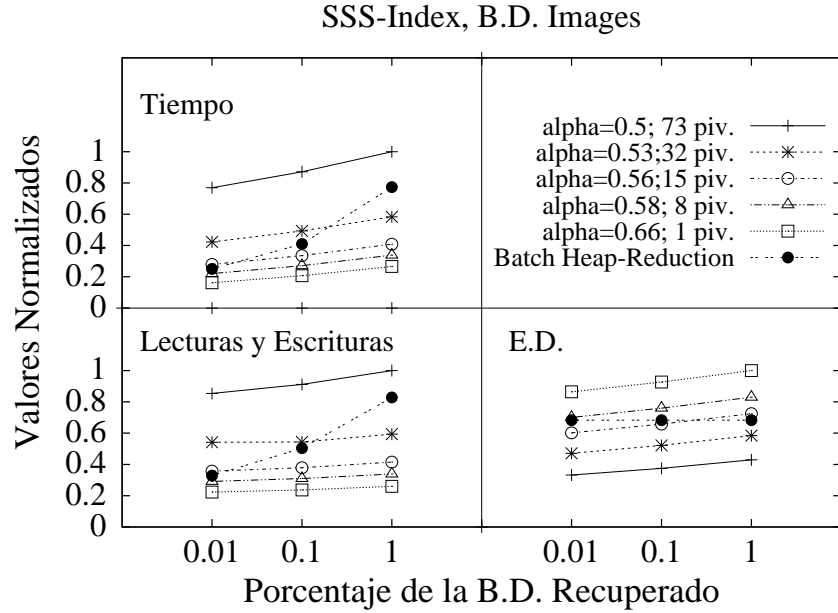 SSS-Index, B.D. Images
Tiempo
alpha=0.5; 73 piv.
alpha=0.53;32 piv.
alpha=0.56;15 piv.
alpha=0.58; 8 piv.
alpha=0.66; 1 piv.
Batch Heap-Reduction
1
0.8
0.6
0.4
0.2
0
Valores Normalizados
Lecturas y Escrituras
E.D.
1
0.8
0.6
0.4
0.2
0
0.01 0.1 1 0.01 0.1 1
Porcentaje de la B.D. Recuperado